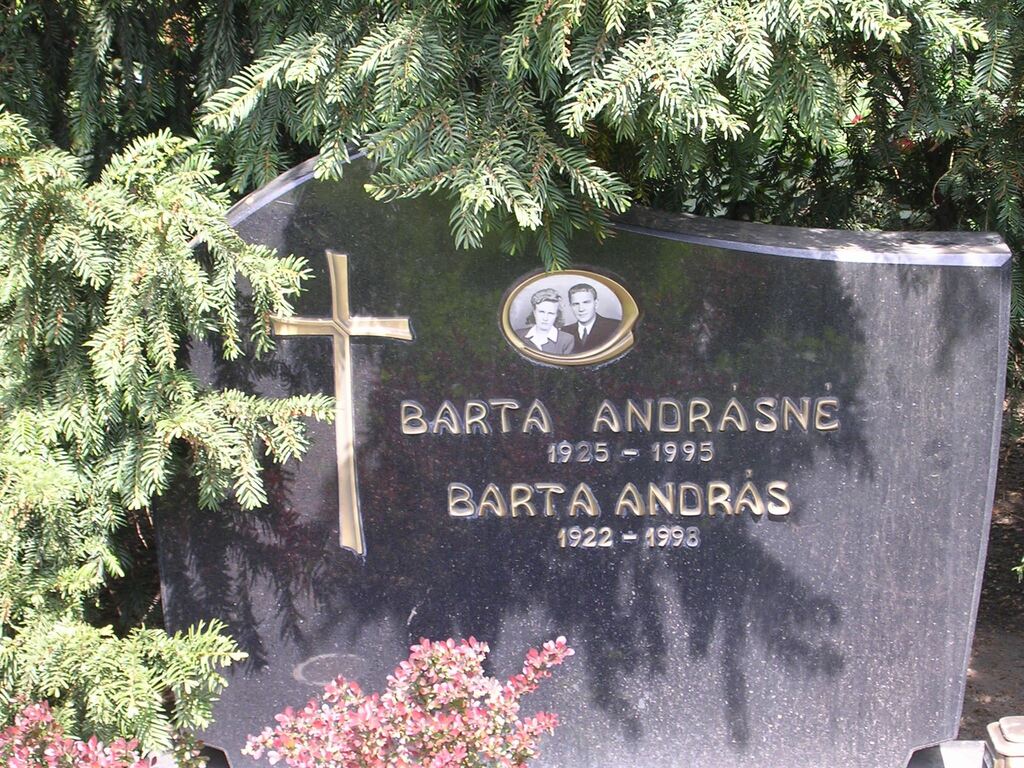 BARTA ANDRÁSNÉ
1925 - 1995
BARTA ANDRÁS
1922 - 1998